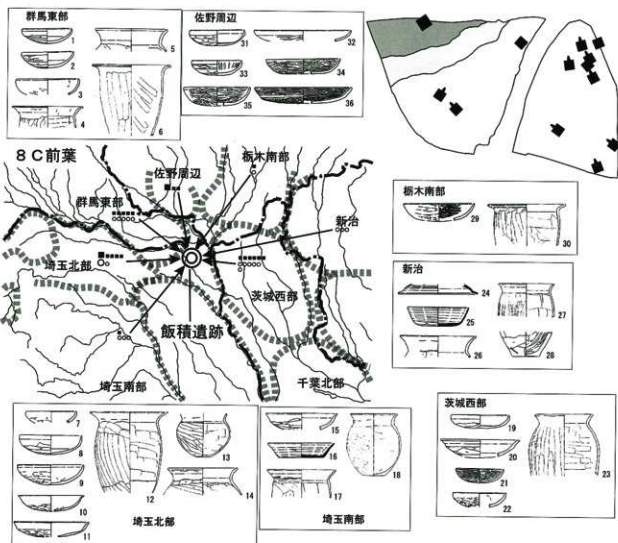 群馬東部
1
2
3
4
5
6
佐野周辺
31
32
33
34
35
36
8C前葉
佐野周辺
栃木南部
群馬東部
新治
埼玉北部
茨城西部
飯積遺跡
埼玉南部
千葉北部
栃木南部
29
30
新治
24
25
26
27
28
茨城西部
19
20
21
22
23
7
8
9
10
11
12
13
14
埼玉北部
15
16
17
18
埼玉南部